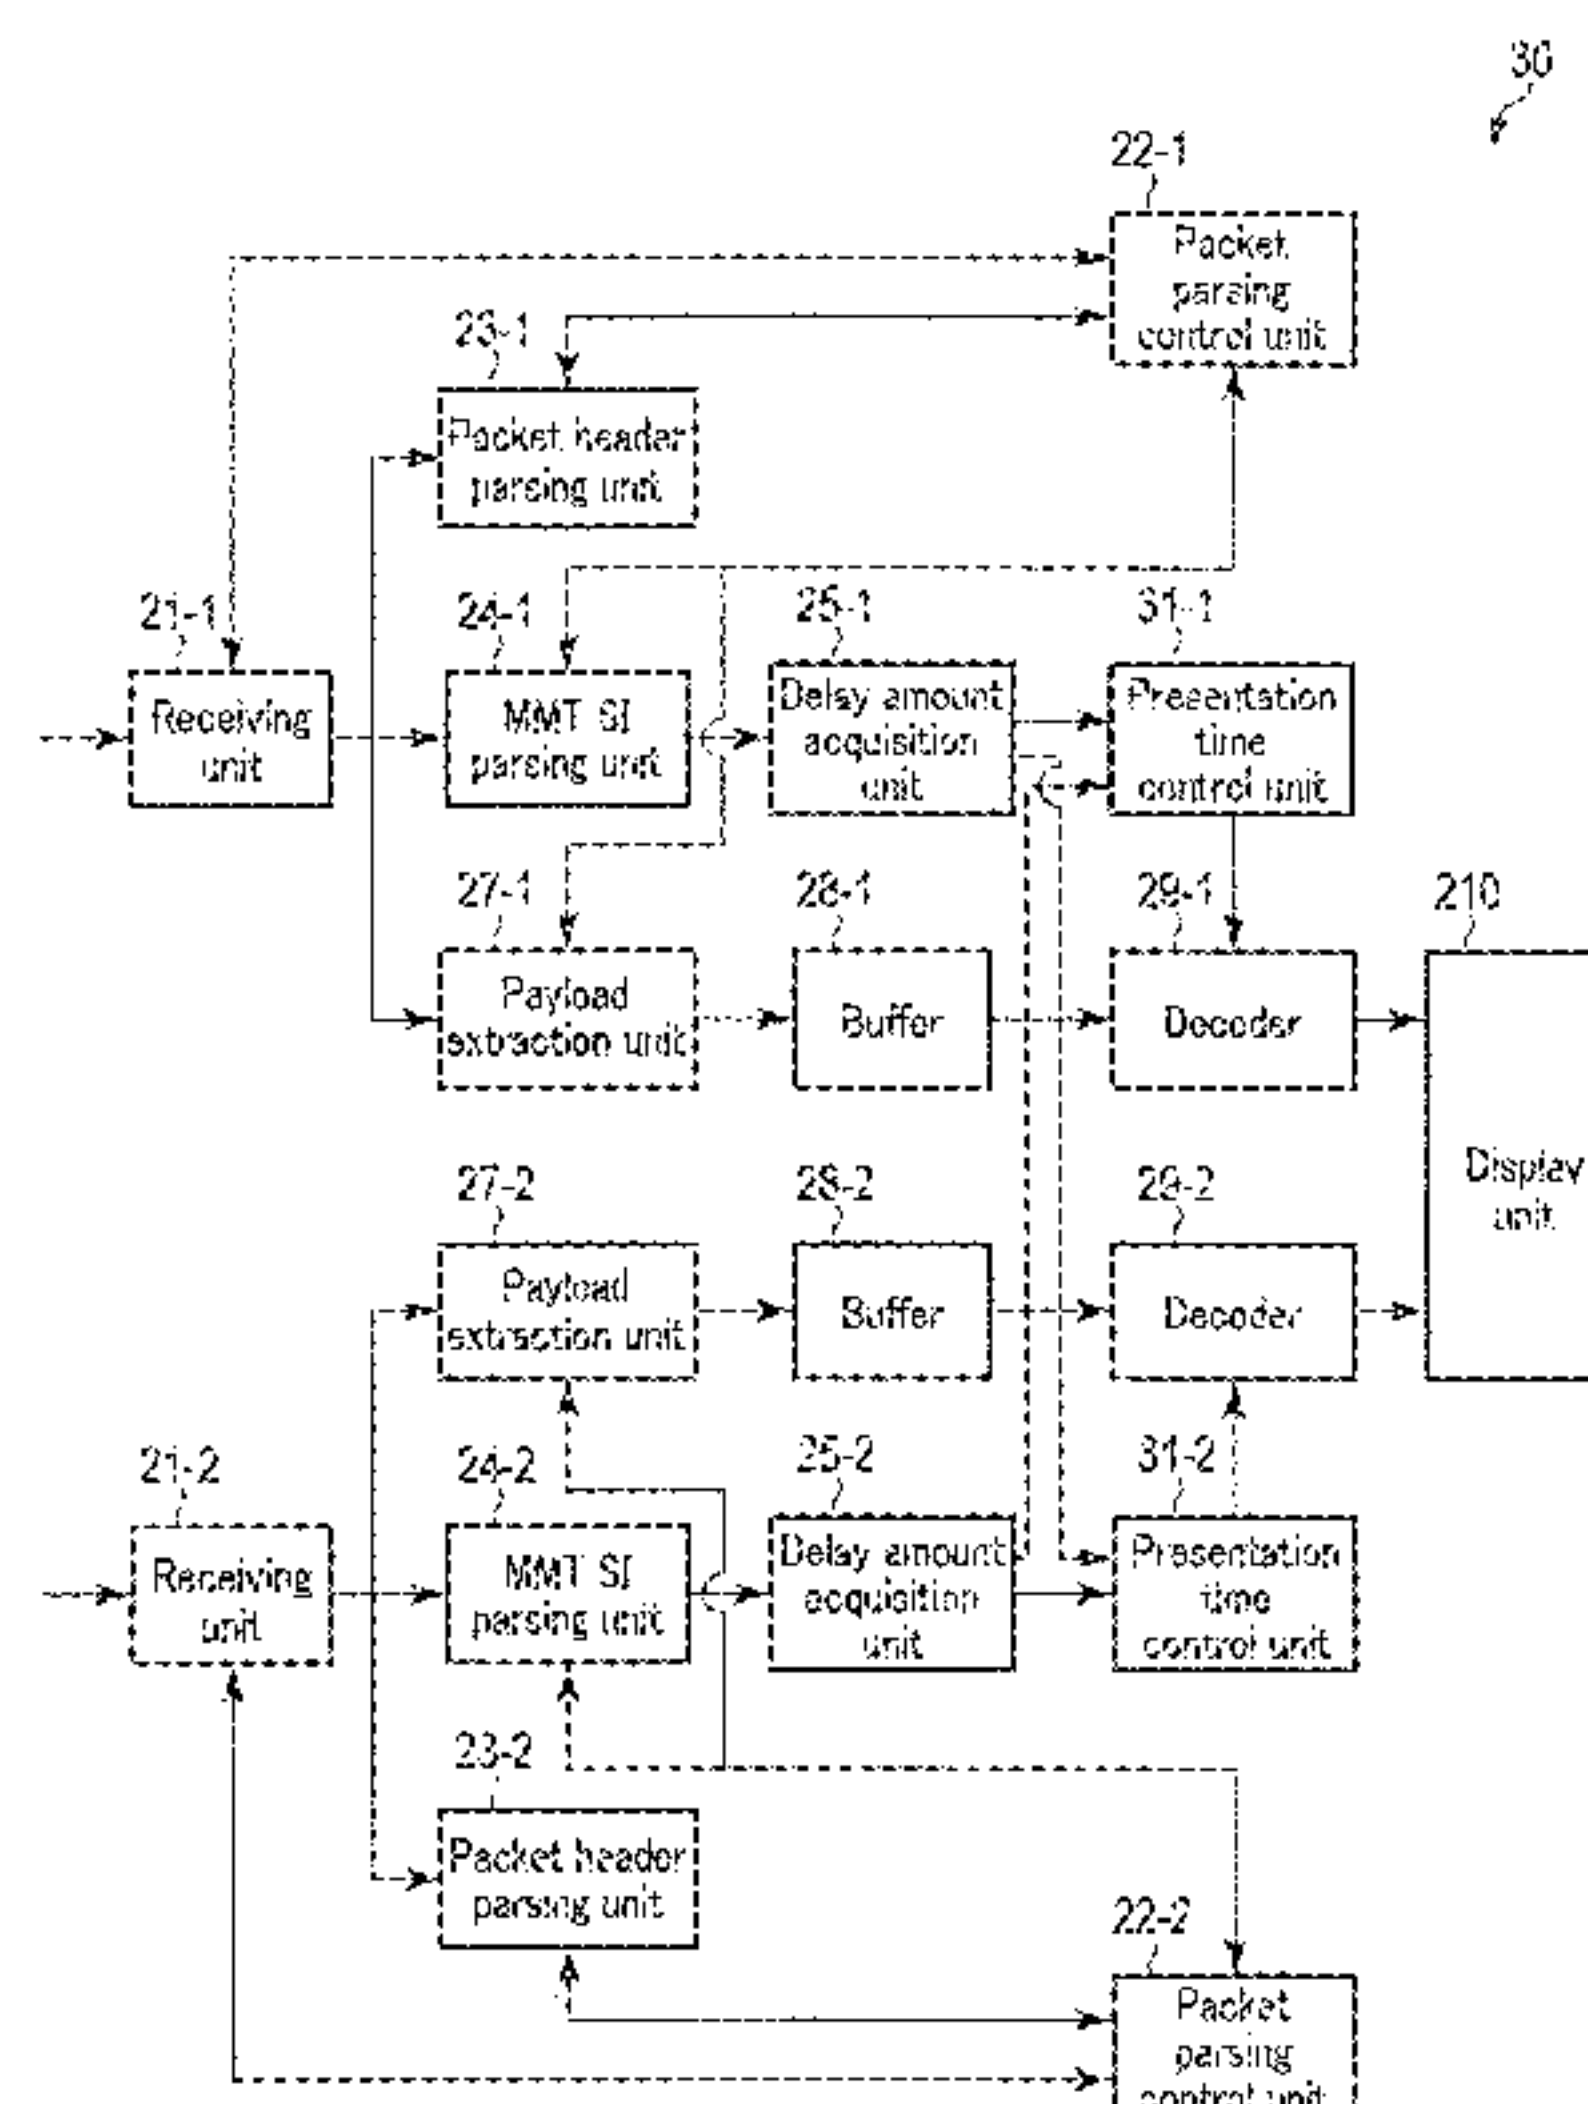 30
22-1
Packet
parsing
control unit
23-1
Packet header
parsing unit
21-1
24-1
25-1
31-1
Receiving
unit
MMT SI
parsing unit
Delay amount
acquisition
unit
Presentation
time
control unit
27-1
28-1
29-1
210
Payload
extraction unit
Buffer
Decoder
Display
unit
27-2
28-2
29-2
Payload
extraction unit
Buffer
Decoder
21-2
24-2
25-2
31-2
Receiving
unit
MMT SI
parsing unit
Delay amount
acquisition
unit
Presentation
time
control unit
23-2
Packet header
parsing unit
22-2
Packet
parsing
control unit